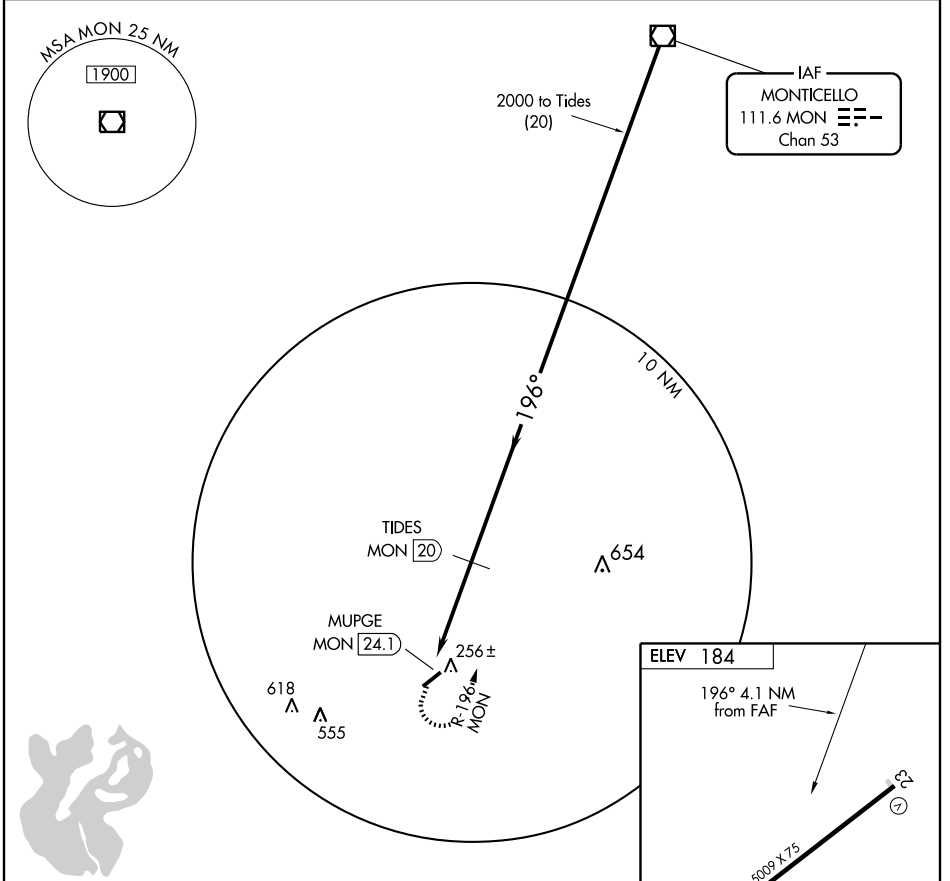 MSA MON 25 NM
1900
2000 to Tides
(20)
IAF
MONTICELLO
111.6 MON
Chan 53
196°
10 NM
TIDES
MON 20
654
MUPGE
MON 24.1
256 ±
R-196
MON
618
555
ELEV 184
196° 4.1 NM
from FAF
23
V
5009 X 75